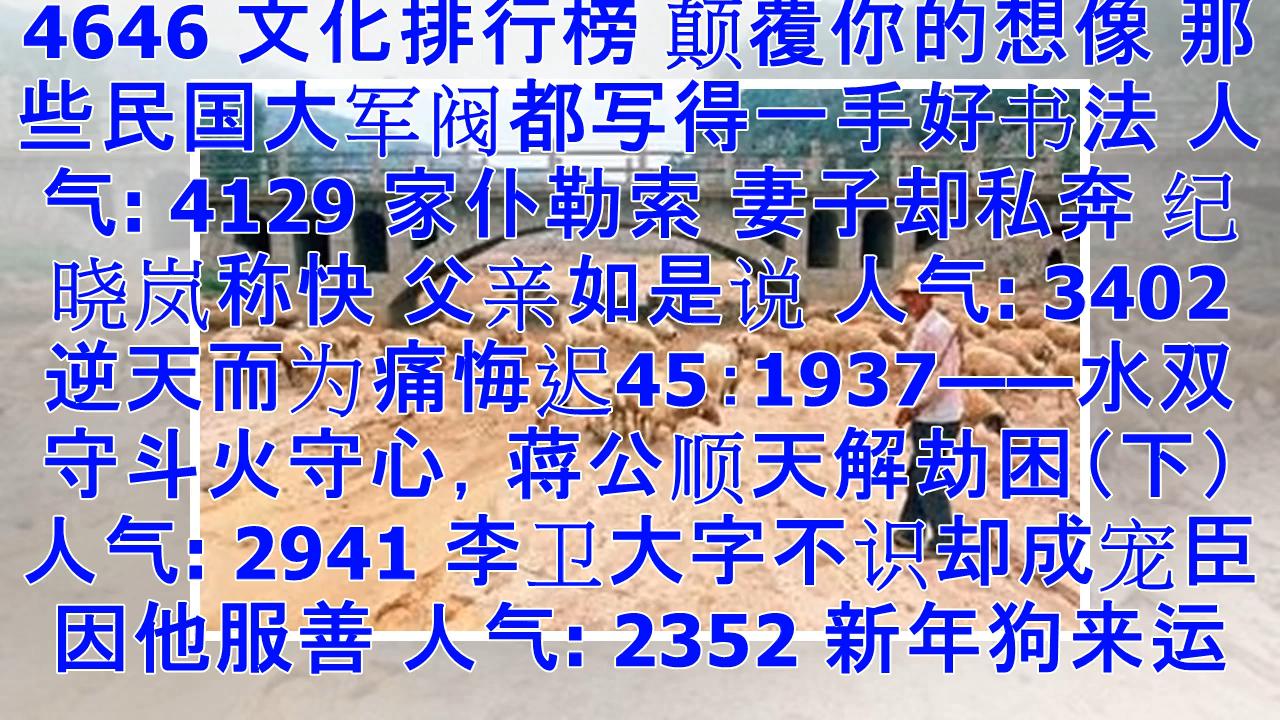 4646 文化排行榜 颠覆你的想像 那
些民国大军阀都写得一手好书法 人
气: 4129 家仆勒索 妻子却私奔 纪
晓岚称快 父亲如是说 人气: 3402
逆天而为痛悔迟45:1937——水双
守斗火守心, 蒋公顺天解劫困(下)
人气: 2941 李卫大字不识却成宠臣
因他服善 人气: 2352 新年狗来运